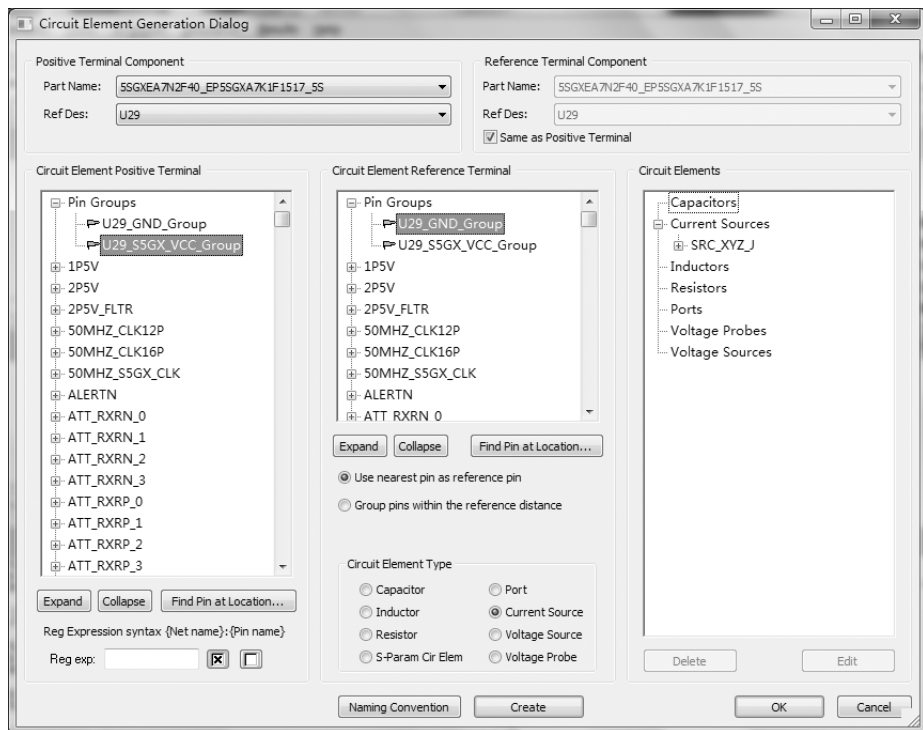 Circuit Element Generation Dialog
Positive Terminal Component
Part Name: 5SGXEA7N2F40_EP5SGXA7K1F1517_5S
Ref Des: U29
Reference Terminal Component
Part Name: 5SGXEA7N2F40_EP5SGXA7K1F1517_5S
Ref Des: U29
Same as Positive Terminal
Circuit Element Positive Terminal
Pin Groups
U29_GND_Group
U29_S5GX_VCC_Group
1P5V
2P5V
2P5V_FLTR
50MHZ_CLK12P
50MHZ_CLK16P
50MHZ_S5GX_CLK
ALERTN
ATT_RXRN_0
ATT_RXRN_1
ATT_RXRN_2
ATT_RXRN_3
ATT_RXRP_0
ATT_RXRP_1
ATT_RXRP_2
ATT_RXRP_3
Expand Collapse Find Pin at Location...
Reg Expression syntax {Net name}:{Pin name}
Reg exp:
Circuit Element Reference Terminal
Pin Groups
U29_GND_Group
U29_S5GX_VCC_Group
1P5V
2P5V
2P5V_FLTR
50MHZ_CLK12P
50MHZ_CLK16P
50MHZ_S5GX_CLK
ALERTN
ATT_RXRN_0
Expand Collapse Find Pin at Location...
Use nearest pin as reference pin
Group pins within the reference distance
Circuit Element Type
Capacitor Port
Inductor Current Source
Resistor Voltage Source
S-Param Cir Elem Voltage Probe
Circuit Elements
Capacitors
Current Sources
SRC_XYZ_J
Inductors
Resistors
Ports
Voltage Probes
Voltage Sources
Delete Edit
Naming Convention Create OK Cancel